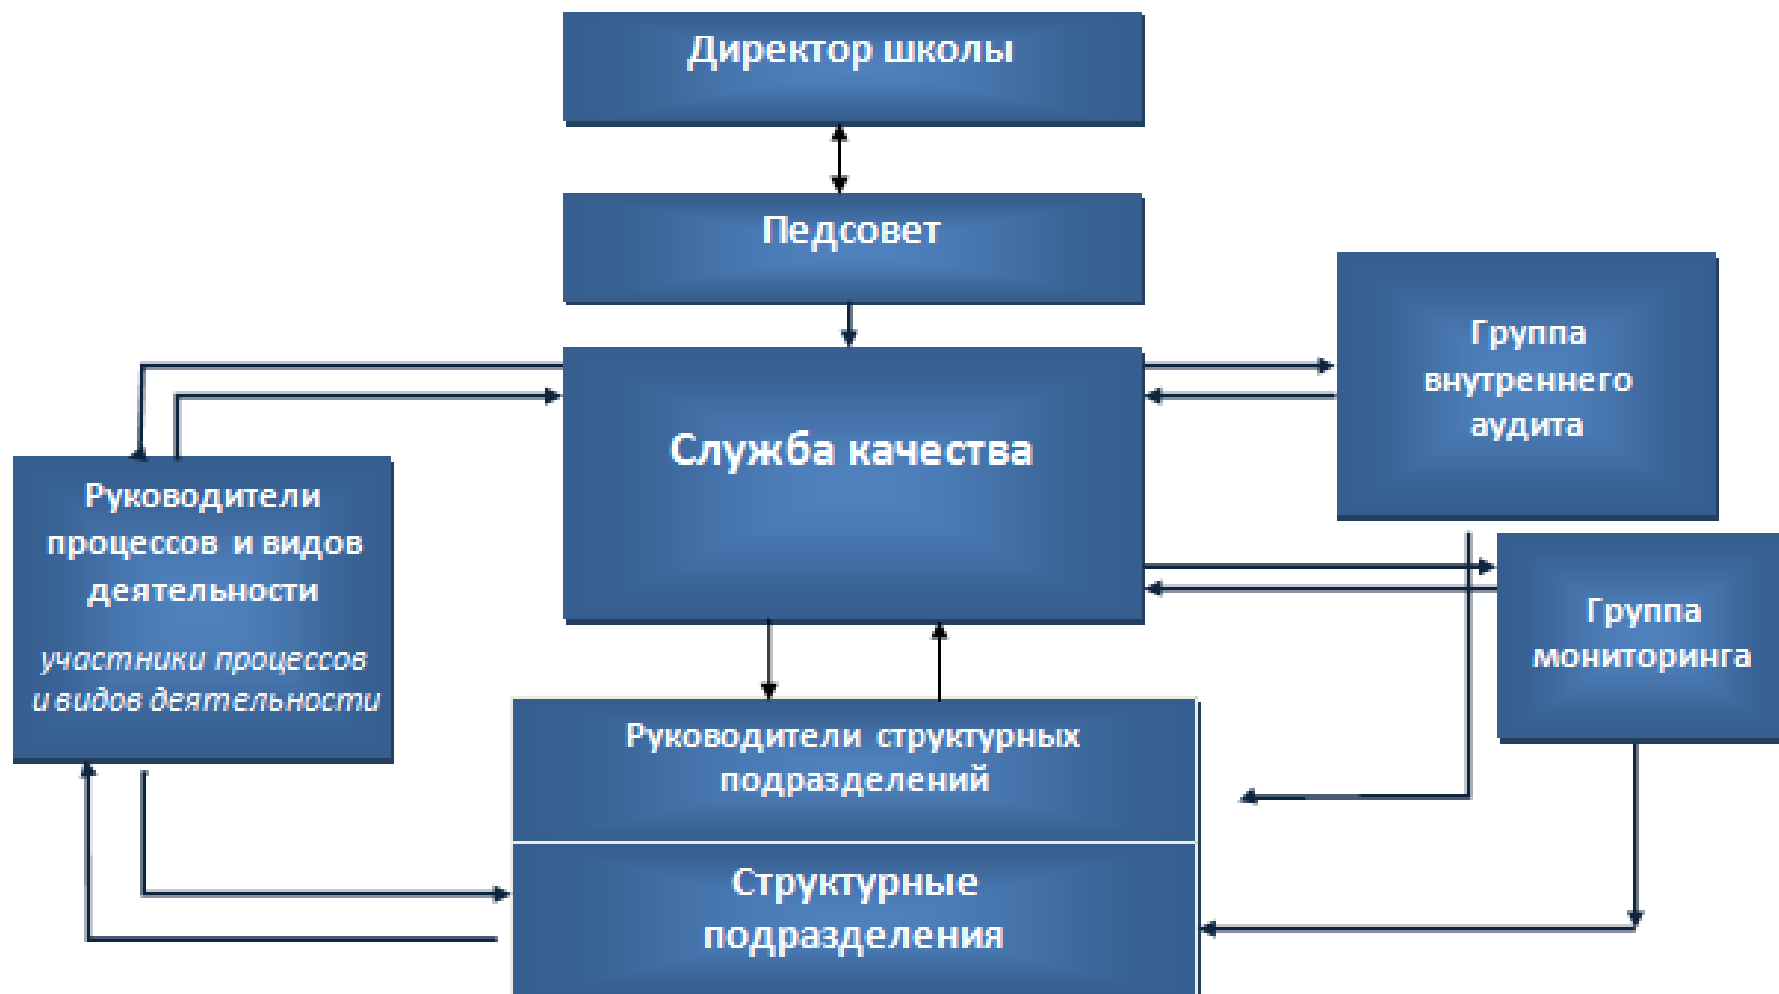 Директор школы
Педсовет
Группа
внутреннего
аудита
Служба качества
Руководители
процессов и видов
деятельности
участники процессов
и видов деятельности
Группа
мониторинга
Руководители структурных
подразделений
Структурные
подразделения